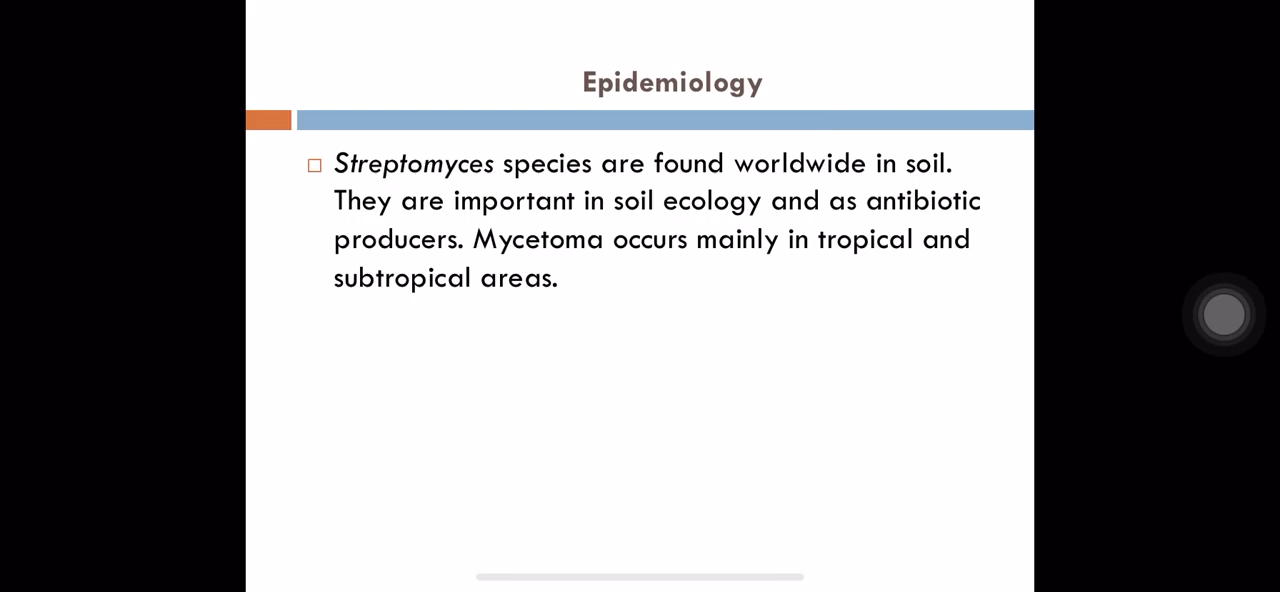 Epidemiology
Streptomyces species are found worldwide in soil.
They are important in soil ecology and as antibiotic
producers. Mycetoma occurs mainly in tropical and
subtropical areas.